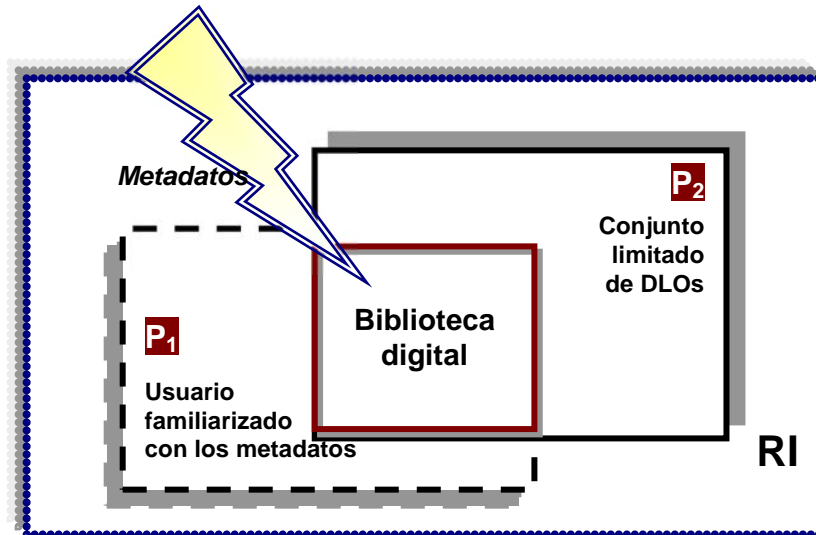 Metadatos
P2
Conjunto
limitado
de DLOs
Biblioteca
digital
P1
Usuario
familiarizado
con los metadatos
RI